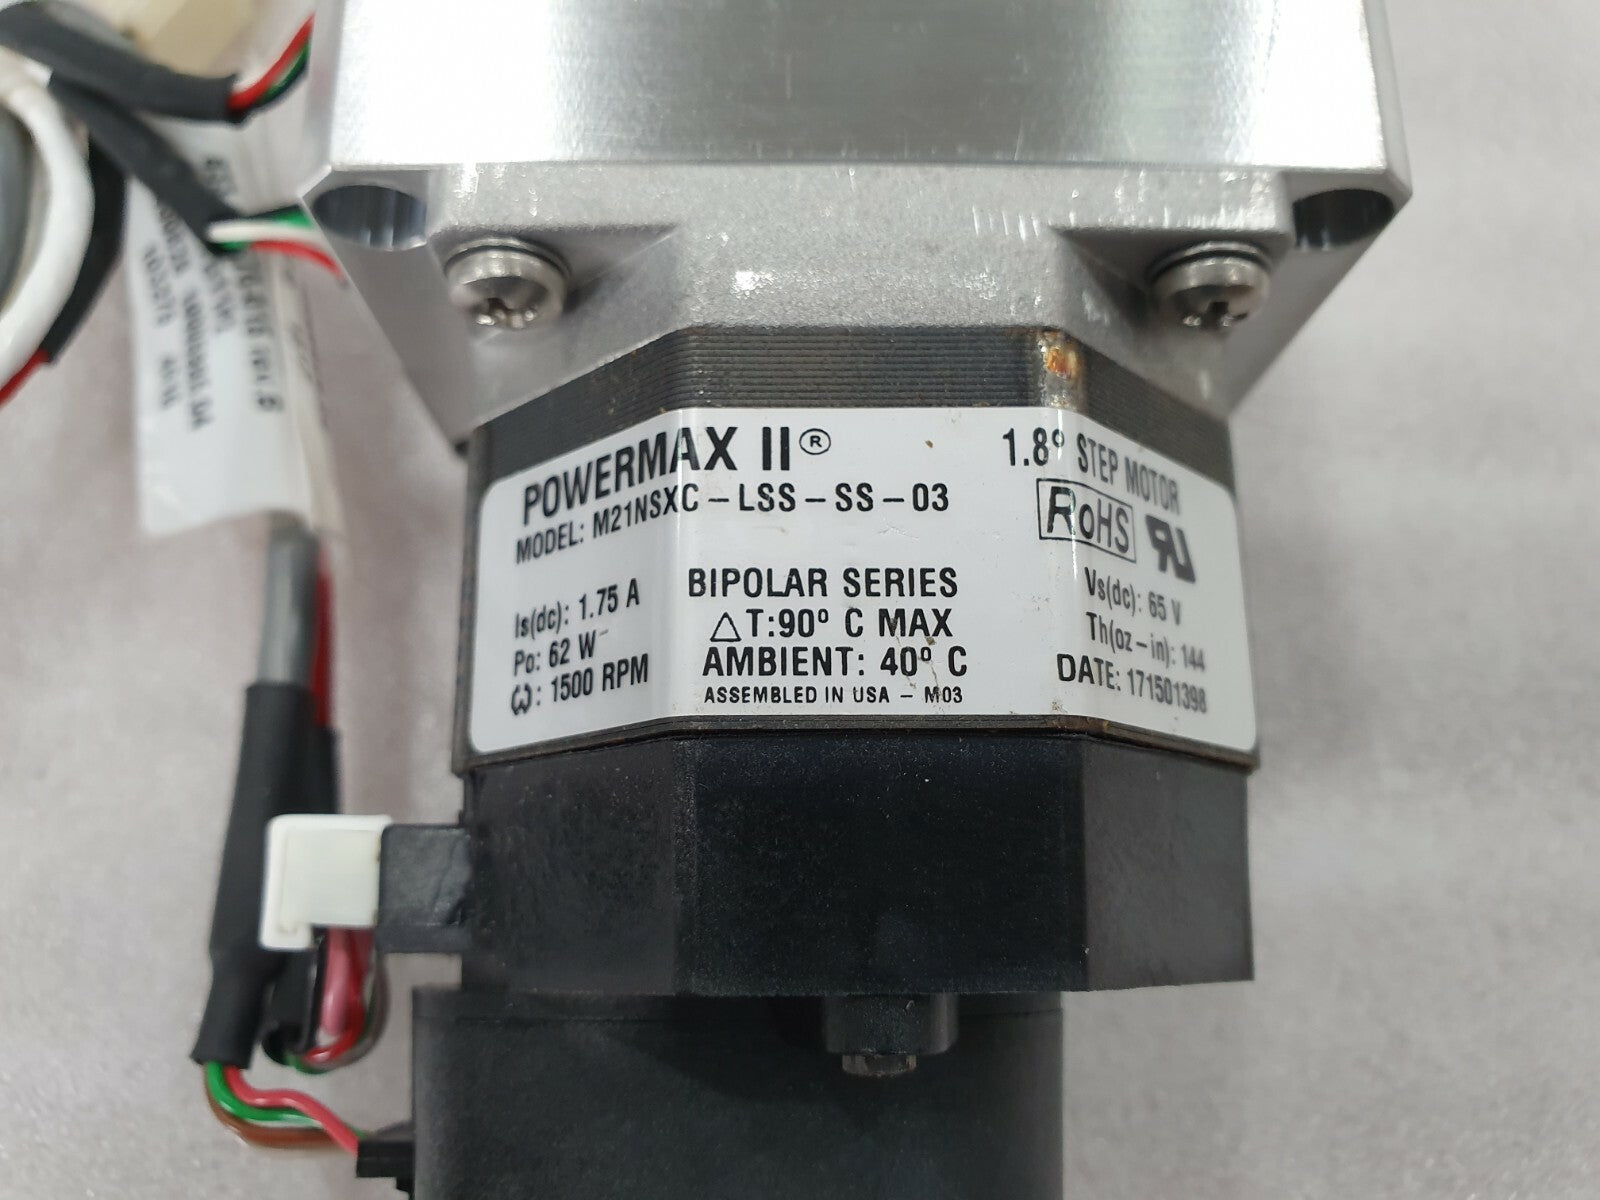 POWERMAX II®
MODEL: M21NSXC-LSS-SS-03
1.8° STEP MOTOR
RoHS
Is(dc): 1.75 A
Po: 62 W
ω: 1500 RPM
BIPOLAR SERIES
△T:90° C MAX
AMBIENT: 40° C
ASSEMBLED IN USA - M03
Vs(dc): 65 V
Th(oz-in): 144
DATE: 171501398